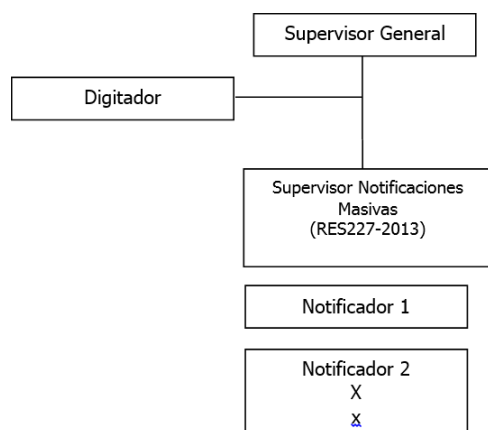 Supervisor General
Digitador
Supervisor Notificaciones
Masivas
(RES227-2013)
Notificador 1
Notificador 2
X
x